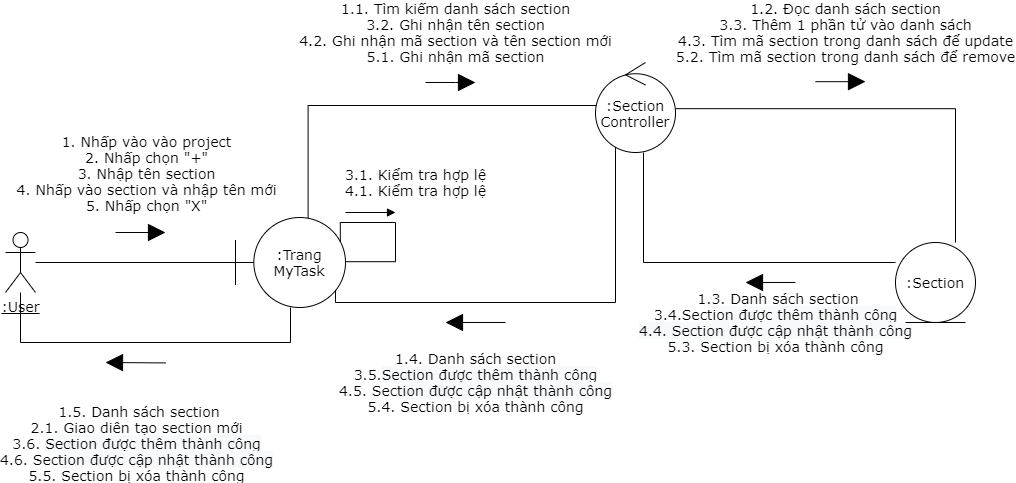 1.1. Tìm kiếm danh sách section
3.2. Ghi nhận tên section
4.2. Ghi nhận mã section và tên section mới
5.1. Ghi nhận mã section
1.2. Đọc danh sách section
3.3. Thêm 1 phần tử vào danh sách
4.3. Tìm mã section trong danh sách để update
5.2. Tìm mã section trong danh sách để remove
:Section
Controller
1. Nhấp vào vào project
2. Nhấp chọn "+"
3. Nhập tên section
4. Nhấp vào section và nhập tên mới
5. Nhấp chọn "X"
3.1. Kiểm tra hợp lệ
4.1. Kiểm tra hợp lệ
:User
:Trang
MyTask
:Section
1.3. Danh sách section
3.4.Section được thêm thành công
4.4. Section được cập nhật thành công
5.3. Section bị xóa thành công
1.4. Danh sách section
3.5.Section được thêm thành công
4.5. Section được cập nhật thành công
5.4. Section bị xóa thành công
1.5. Danh sách section
2.1. Giao diên tạo section mới
3.6. Section được thêm thành công
4.6. Section được cập nhật thành công
5.5. Section bị xóa thành công